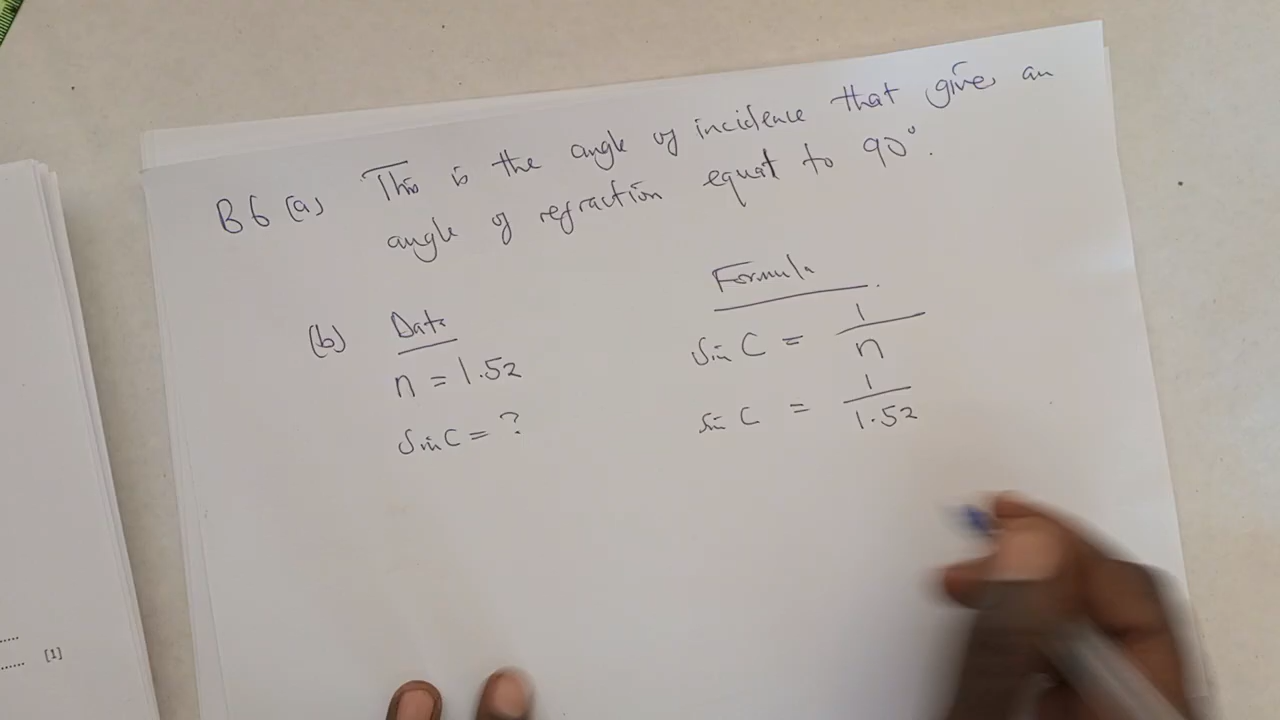 B6 (a) This is the angle of incidence that give an
angle of refraction equal to 90°.
(b) Data
n = 1.52
Sin C = ?
Formula
Sin C = 1/n
Sin C = 1/1.52
..... 
...... [1]